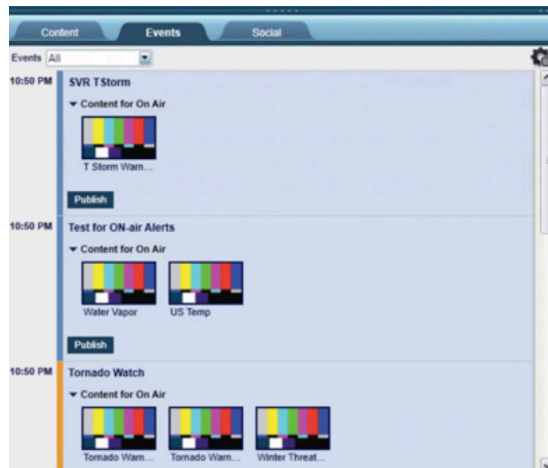 Content Events Social
Events All
10:50 PM SVR TStorm
Content for On Air
T Storm Warn...
Publish
10:50 PM Test for ON-air Alerts
Content for On Air
Water Vapor US Temp
Publish
10:50 PM Tornado Watch
Content for On Air
Tornado Warn... Tornado Warn... Winter Threat...